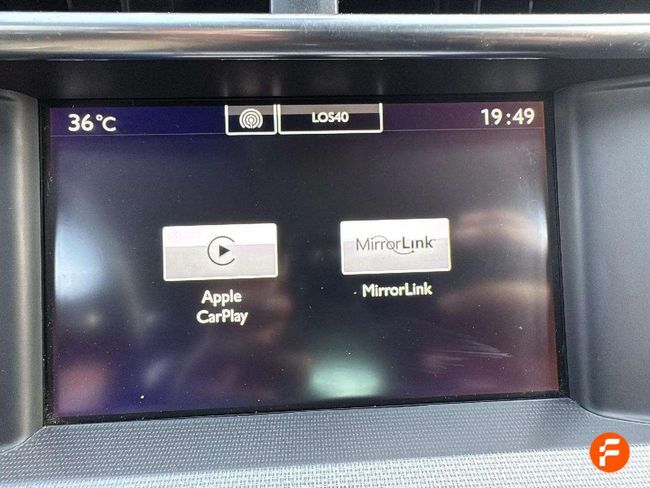 36°C
LOS40
19:49
MirrorLink
Apple
CarPlay
MirrorLink